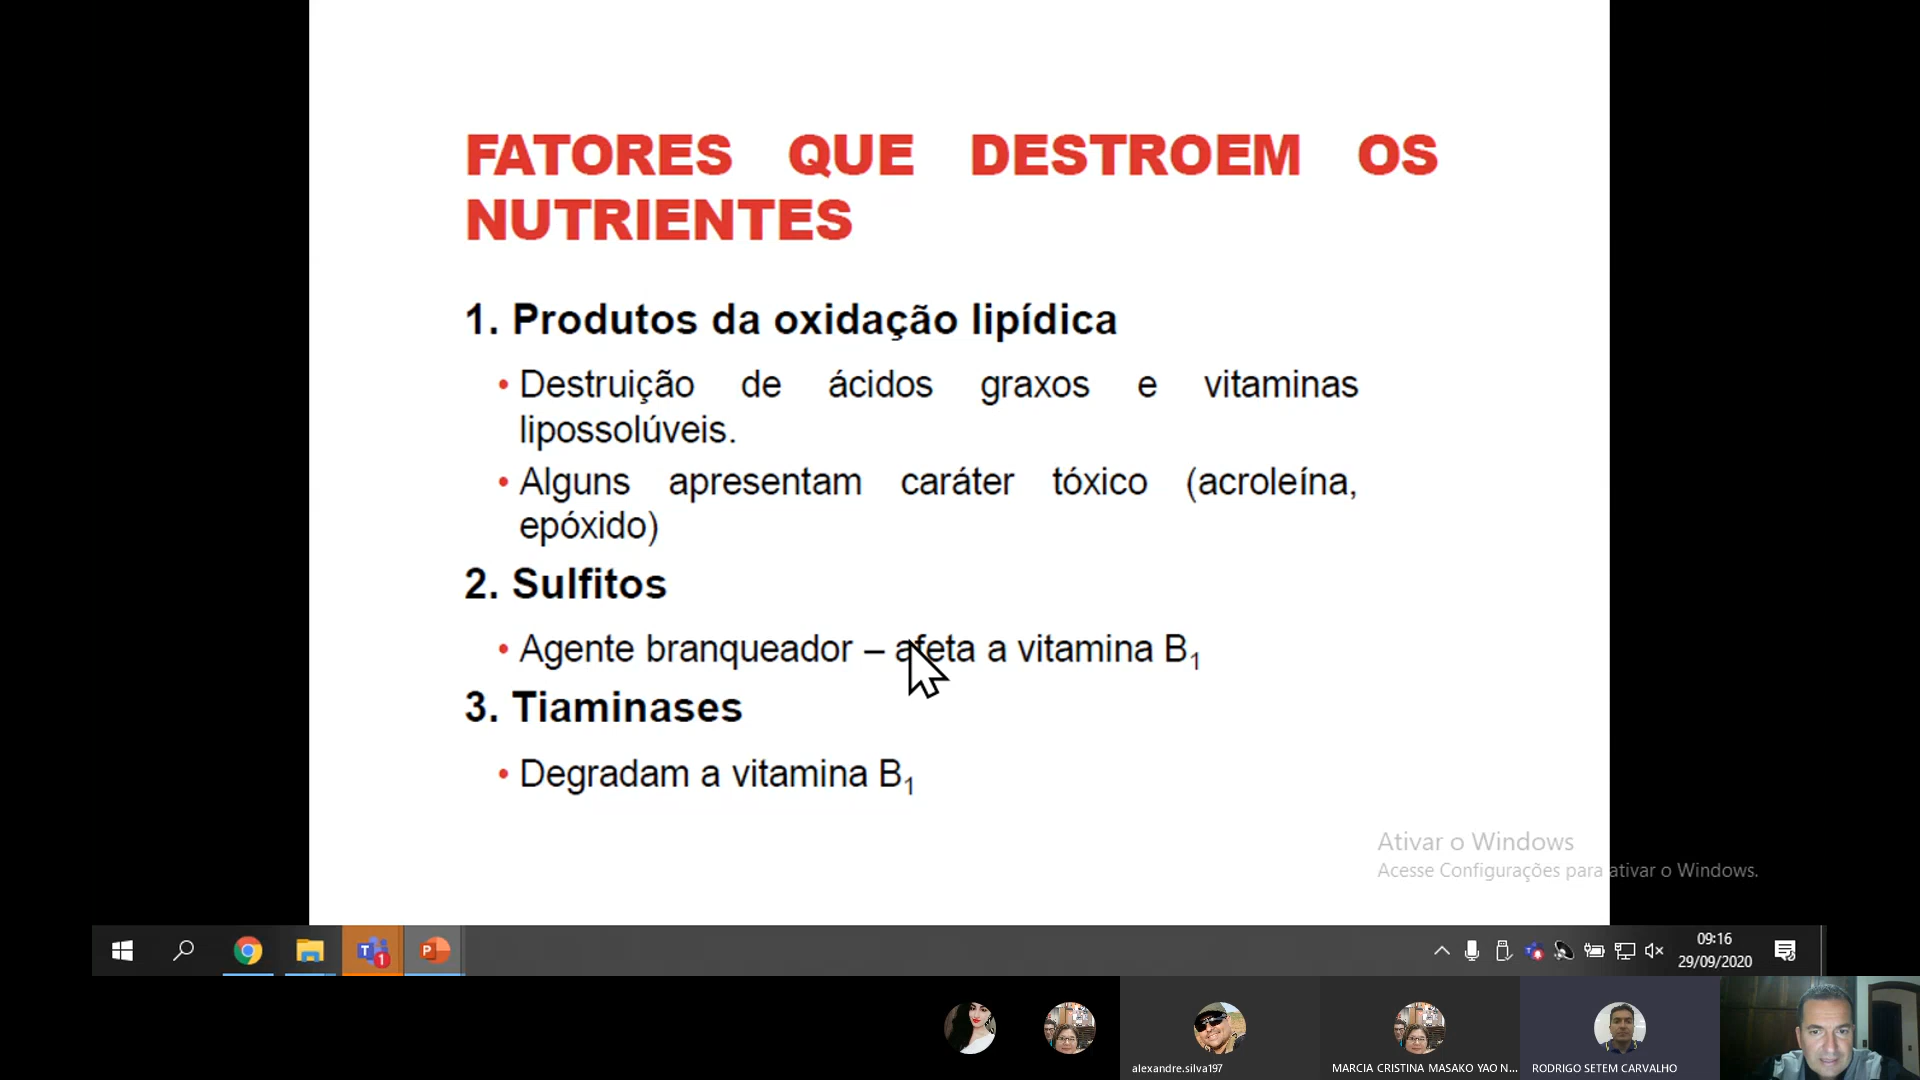 FATORES QUE DESTROEM OS
NUTRIENTES
1. Produtos da oxidação lipídica
• Destruição de ácidos graxos e vitaminas
lipossolúveis.
• Alguns apresentam caráter tóxico (acroleína,
epóxido)
2. Sulfitos
• Agente branqueador – afeta a vitamina B₁
3. Tiaminases
• Degradam a vitamina B₁
Ativar o Windows
Acesse Configurações para ativar o Windows.
09:16
29/09/2020
alexandre.silva197
MARCIA CRISTINA MASAKO YAO N...
RODRIGO SETEM CARVALHO